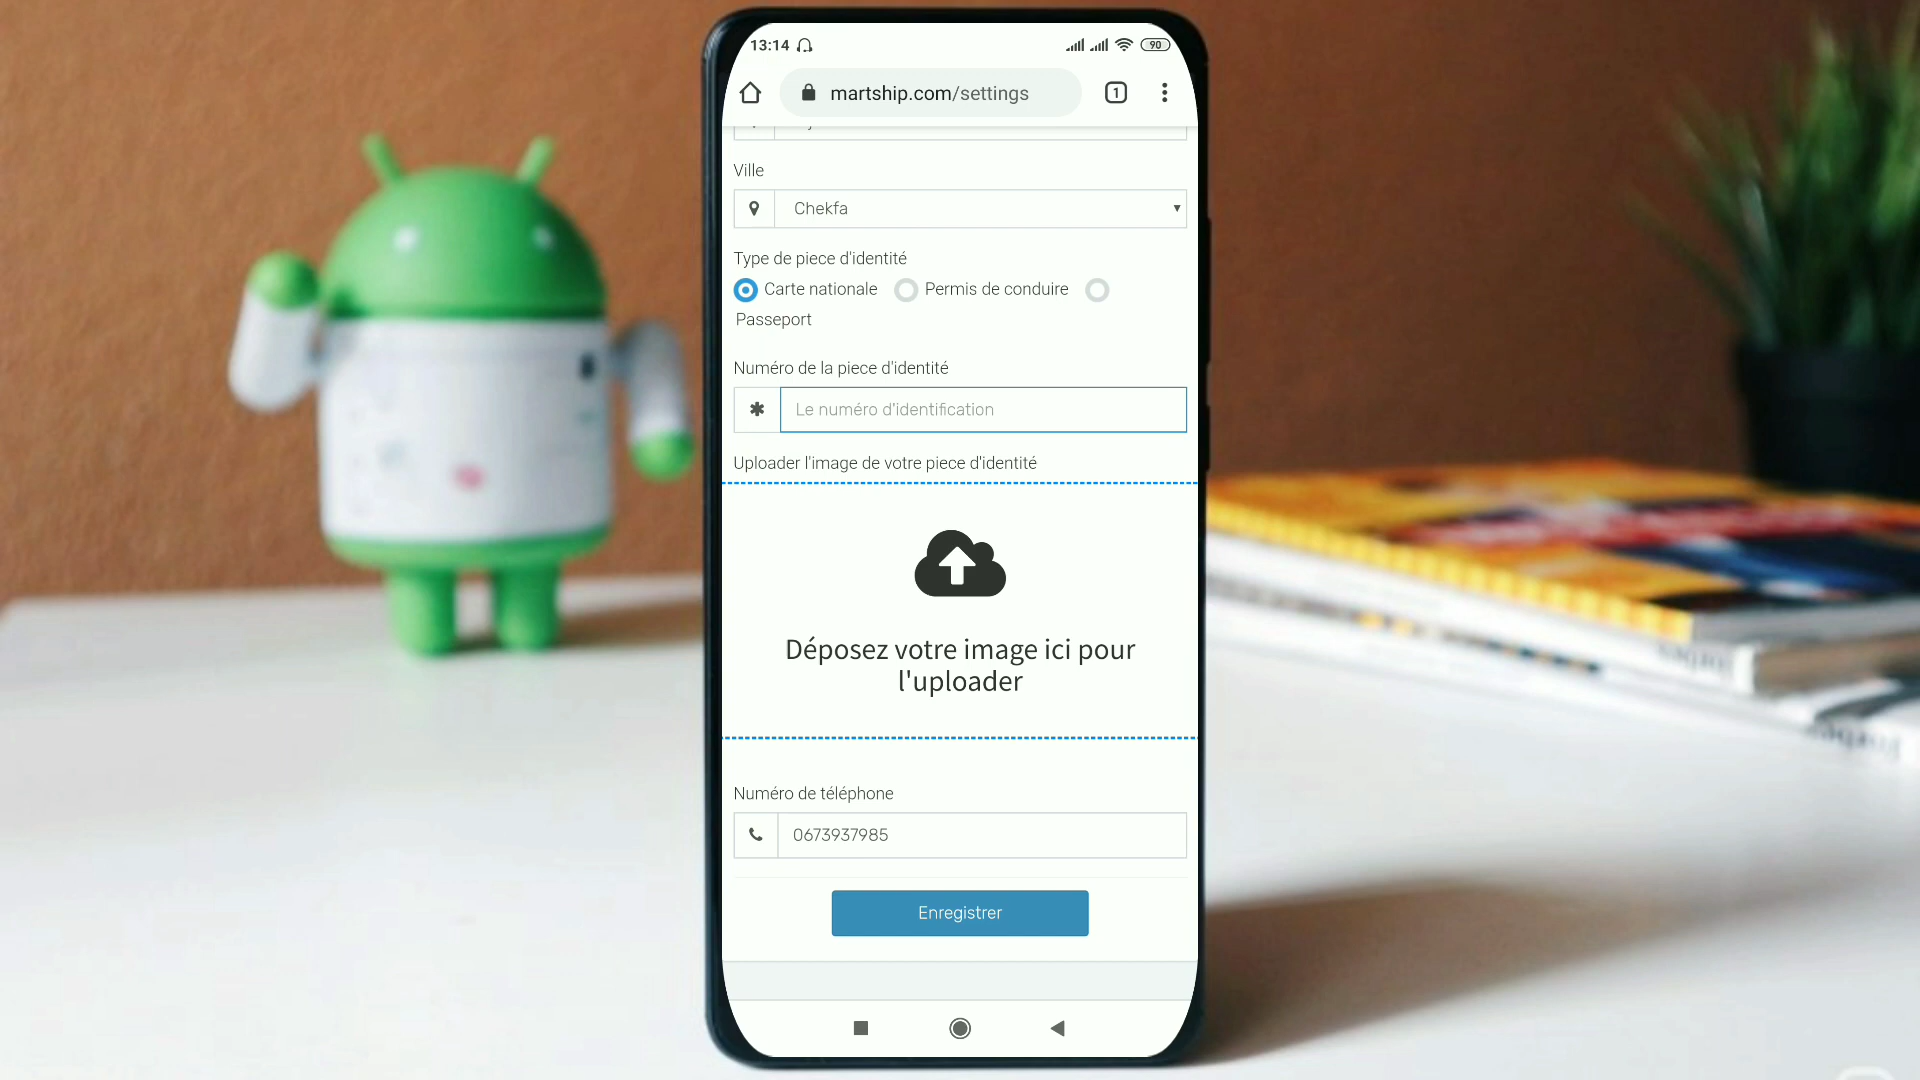 13:14
90
martship.com/settings
1
Ville
Chekfa
Type de piece d'identité
Carte nationale
Permis de conduire
Passeport
Numéro de la piece d'identité
Le numéro d'identification
Uploader l'image de votre piece d'identité
Déposez votre image ici pour
l'uploader
Numéro de téléphone
0673937985
Enregistrer